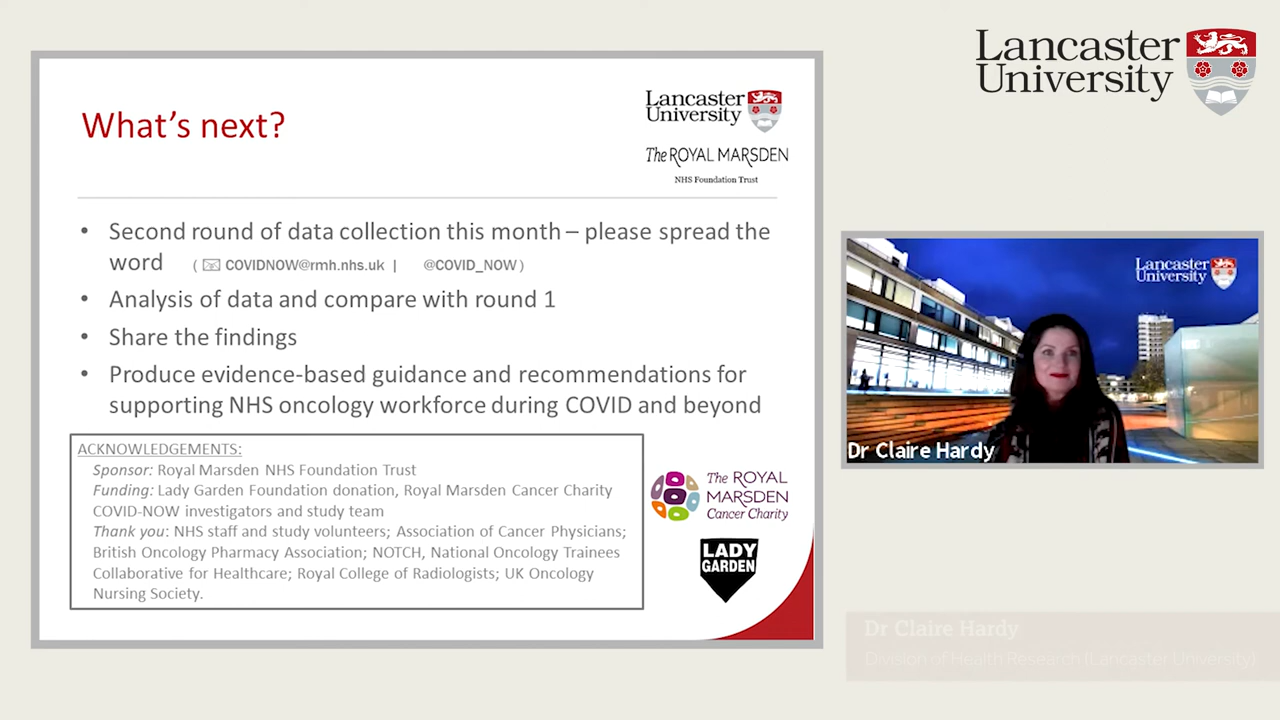 Lancaster
University
What's next?
Lancaster
University
The ROYAL MARSDEN
NHS Foundation Trust
• Second round of data collection this month – please spread the
word ( COVIDNOW@rmh.nhs.uk | @COVID_NOW )
• Analysis of data and compare with round 1
• Share the findings
• Produce evidence-based guidance and recommendations for
supporting NHS oncology workforce during COVID and beyond
ACKNOWLEDGEMENTS:
Sponsor: Royal Marsden NHS Foundation Trust
Funding: Lady Garden Foundation donation, Royal Marsden Cancer Charity
COVID-NOW investigators and study team
Thank you: NHS staff and study volunteers; Association of Cancer Physicians;
British Oncology Pharmacy Association; NOTCH, National Oncology Trainees
Collaborative for Healthcare; Royal College of Radiologists; UK Oncology
Nursing Society.
The ROYAL
MARSDEN
Cancer Charity
LADY
GARDEN
Lancaster
University
Dr Claire Hardy
Dr Claire Hardy
Division of Health Research (Lancaster University)